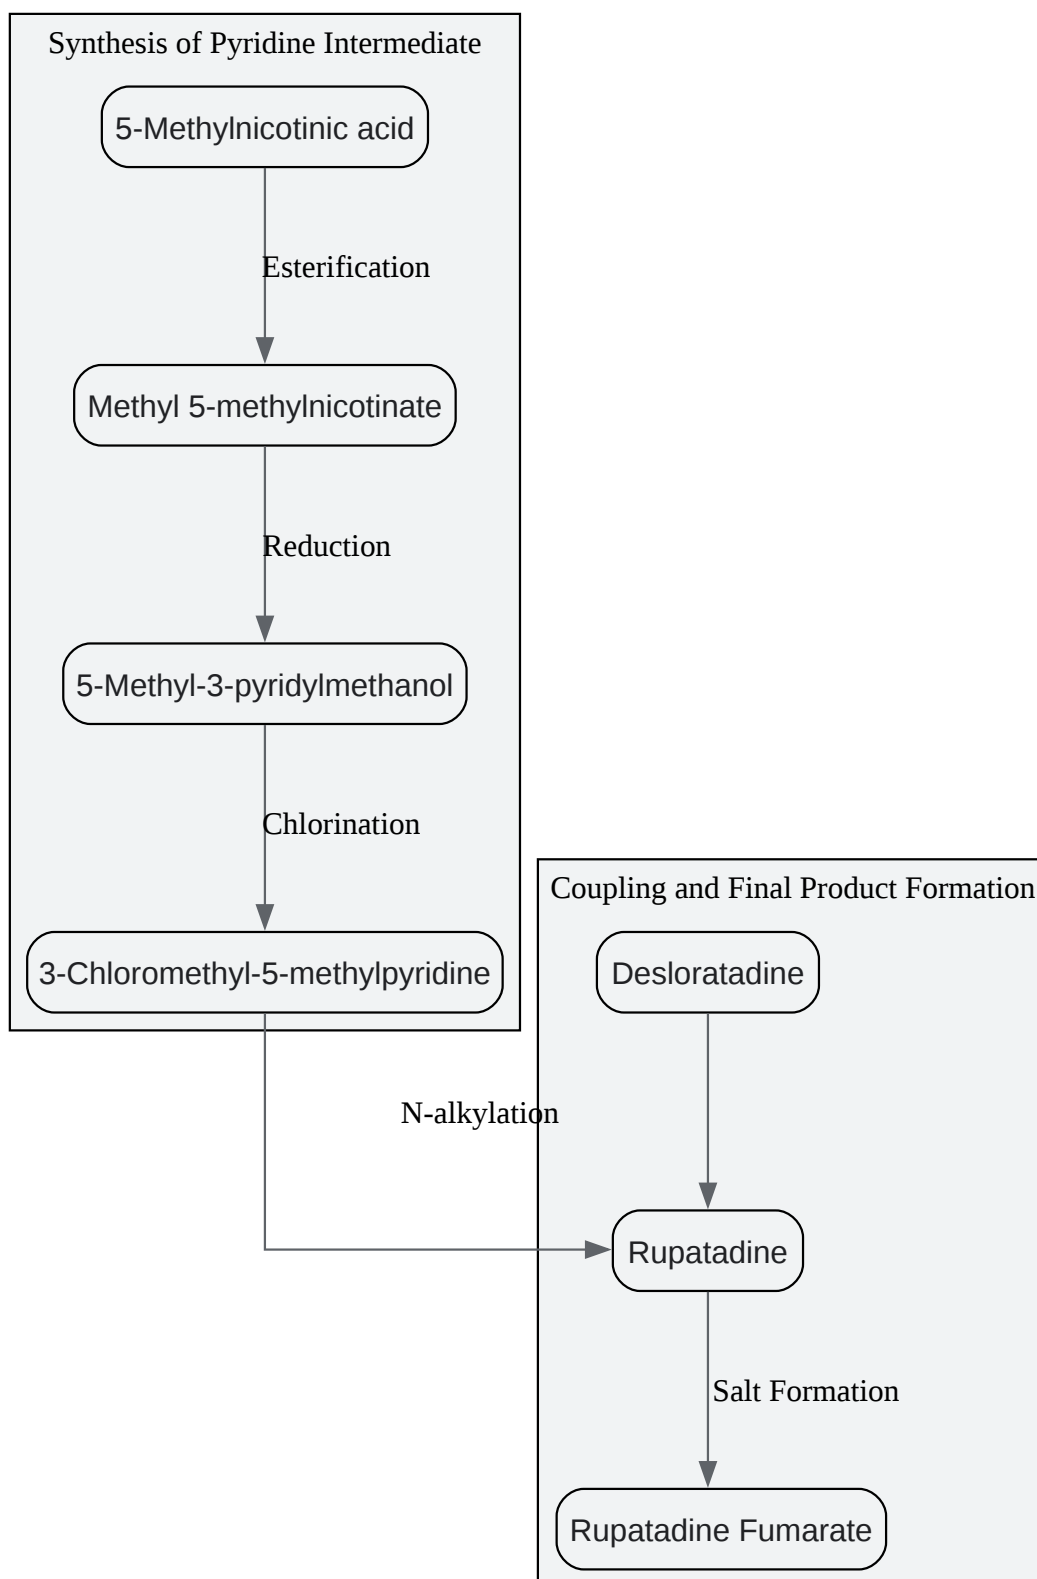 Synthesis of Pyridine Intermediate
5-Methylnicotinic acid
Esterification
Methyl 5-methylnicotinate
Reduction
5-Methyl-3-pyridylmethanol
Chlorination
3-Chloromethyl-5-methylpyridine
Coupling and Final Product Formation
Desloratadine
N-alkylation
Rupatadine
Salt Formation
Rupatadine Fumarate